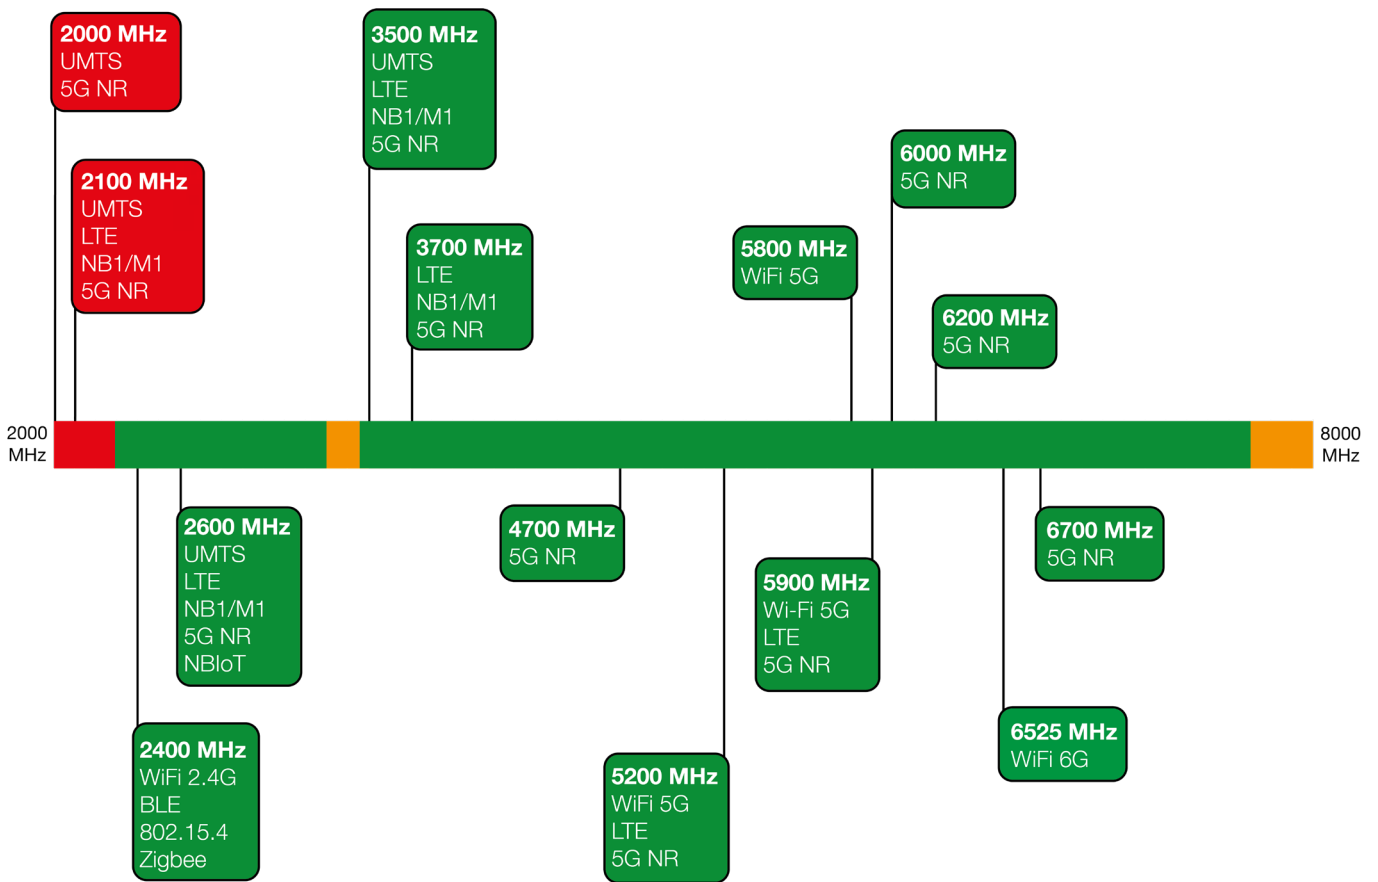 2000 MHz
UMTS
5G NR
2100 MHz
UMTS
LTE
NB1/M1
5G NR
3500 MHz
UMTS
LTE
NB1/M1
5G NR
3700 MHz
LTE
NB1/M1
5G NR
5800 MHz
WiFi 5G
6000 MHz
5G NR
6200 MHz
5G NR
2000
MHz
8000
MHz
2400 MHz
WiFi 2.4G
BLE
802.15.4
Zigbee
2600 MHz
UMTS
LTE
NB1/M1
5G NR
NBIoT
4700 MHz
5G NR
5200 MHz
WiFi 5G
LTE
5G NR
5900 MHz
Wi-Fi 5G
LTE
5G NR
6525 MHz
WiFi 6G
6700 MHz
5G NR